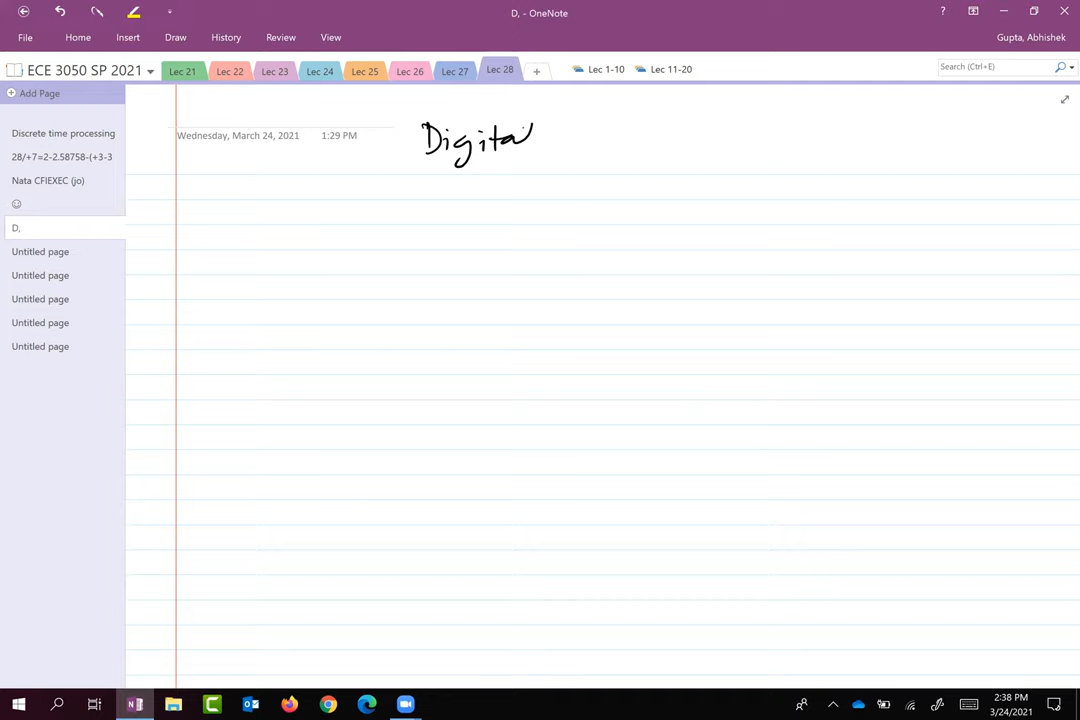 D, - OneNote
?
File Home Insert Draw History Review View
Gupta, Abhishek
ECE 3050 SP 2021
Lec 21 Lec 22 Lec 23 Lec 24 Lec 25 Lec 26 Lec 27 Lec 28 + Lec 1-10 Lec 11-20
Search (Ctrl+E)
Add Page
Wednesday, March 24, 2021 1:29 PM
Digital
Discrete time processing
28/+7=2-2.58758-(+3-3
Nata CFIEXEC (jo)
D,
Untitled page
Untitled page
Untitled page
Untitled page
Untitled page
2:38 PM
3/24/2021